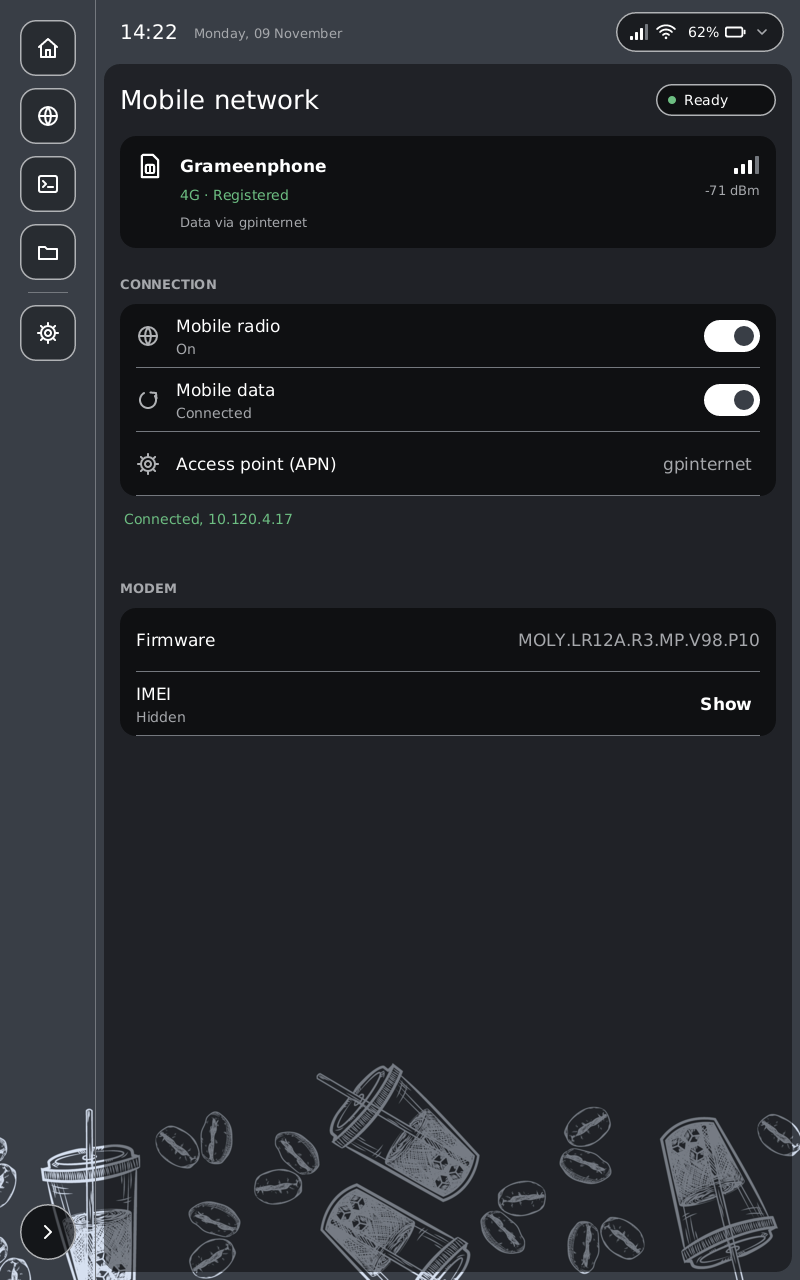 14:22 Monday, 09 November 62%
Mobile network Ready
Grameenphone
4G · Registered -71 dBm
Data via gpinternet
CONNECTION
Mobile radio
On
Mobile data
Connected
Access point (APN) gpinternet
Connected, 10.120.4.17
MODEM
Firmware MOLY.LR12A.R3.MP.V98.P10
IMEI
Hidden Show